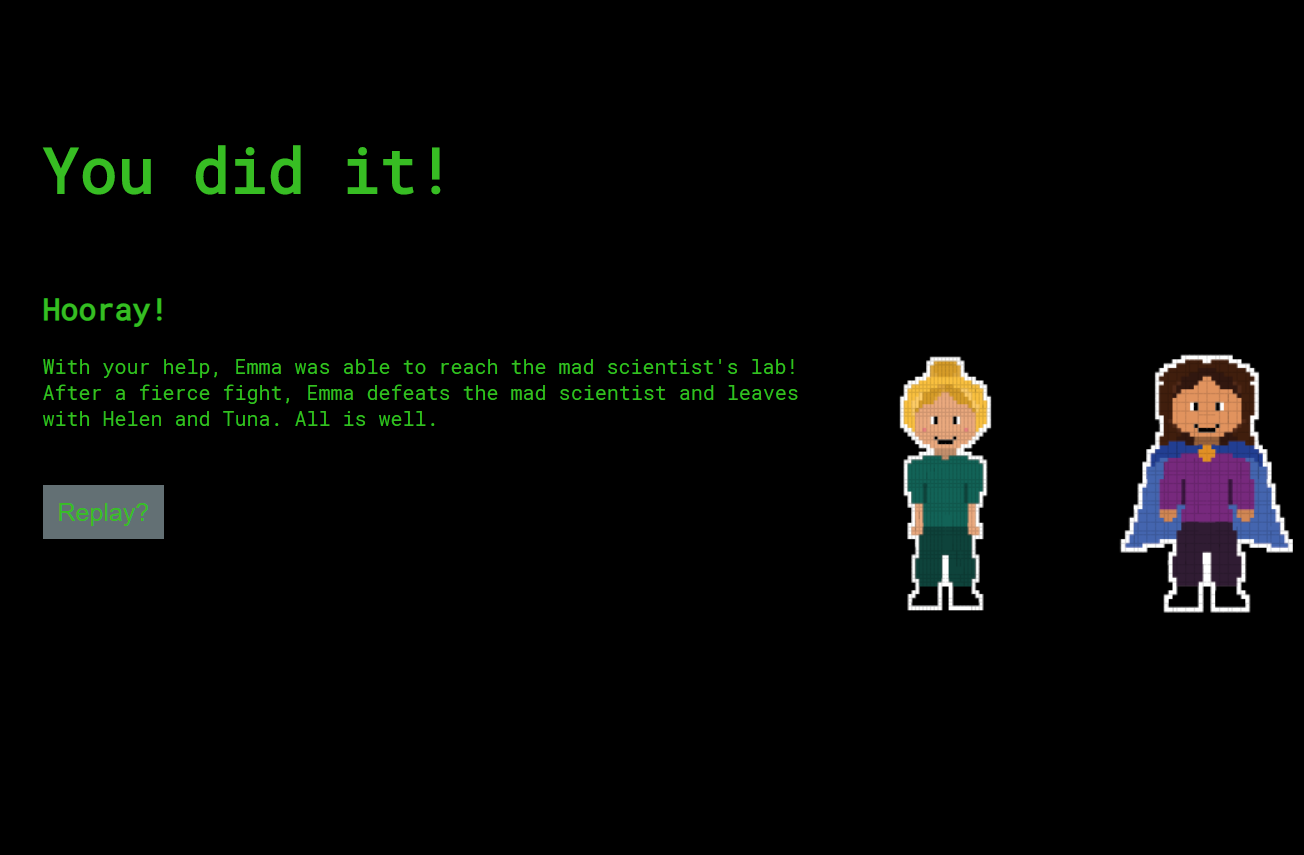 You did it!
Hooray!
With your help, Emma was able to reach the mad scientist's lab!
After a fierce fight, Emma defeats the mad scientist and leaves
with Helen and Tuna. All is well.
Replay?